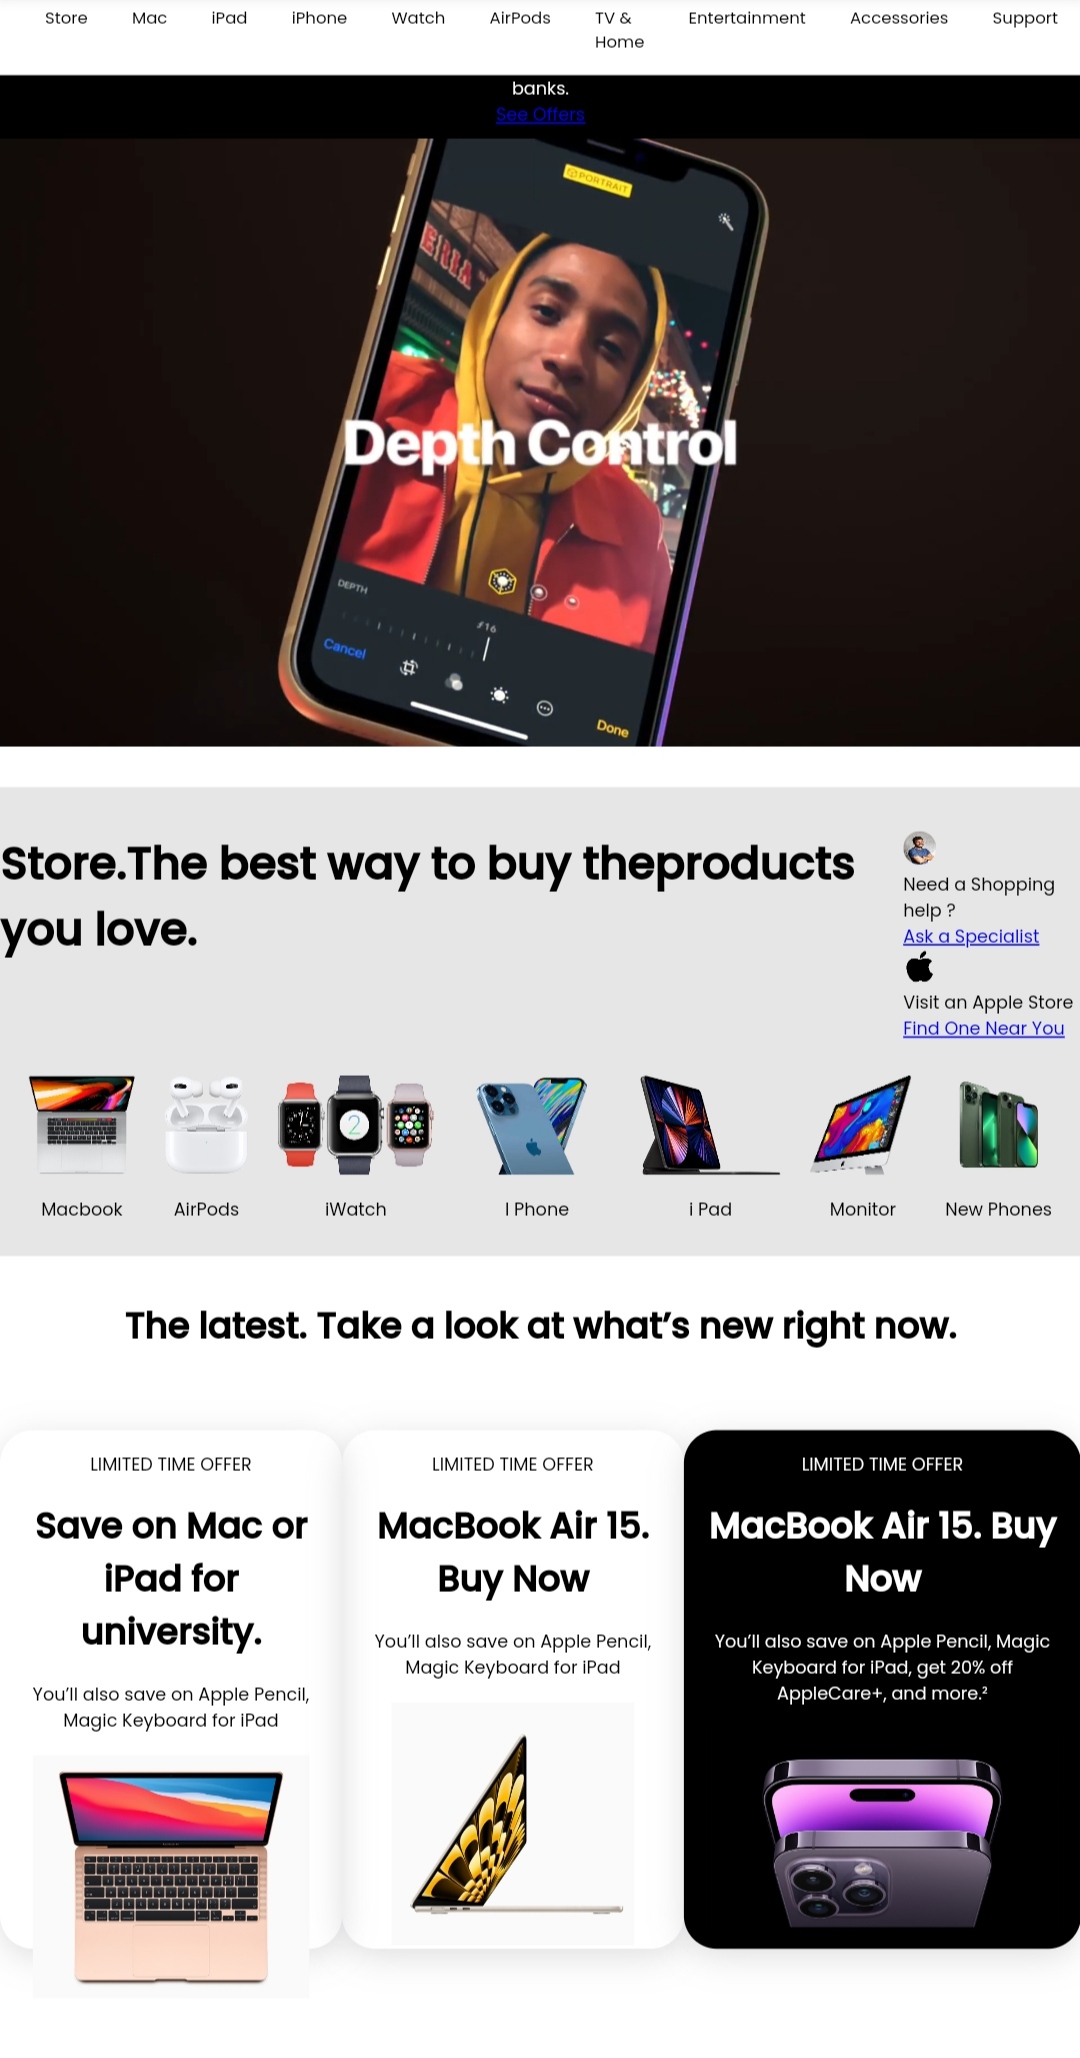 Store Mac iPad iPhone Watch AirPods TV & Entertainment Accessories Support
Home
banks.
See Offers
PORTRAIT
ERIA
Depth Control
DEPTH
ƒ16
Cancel
Done
Store.The best way to buy theproducts
you love.
Need a Shopping
help ?
Ask a Specialist
Visit an Apple Store
Find One Near You
2
Macbook AirPods iWatch I Phone i Pad Monitor New Phones
The latest. Take a look at what’s new right now.
LIMITED TIME OFFER
Save on Mac or
iPad for
university.
You’ll also save on Apple Pencil,
Magic Keyboard for iPad
LIMITED TIME OFFER
MacBook Air 15.
Buy Now
You’ll also save on Apple Pencil,
Magic Keyboard for iPad
LIMITED TIME OFFER
MacBook Air 15. Buy
Now
You’ll also save on Apple Pencil, Magic
Keyboard for iPad, get 20% off
AppleCare+, and more.²